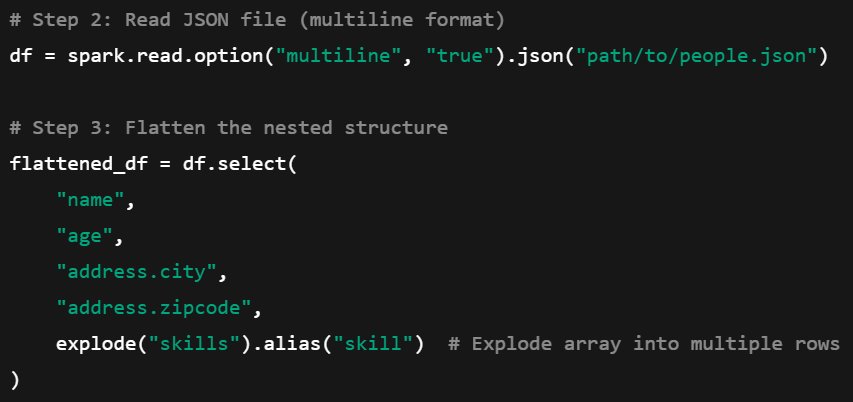 # Step 2: Read JSON file (multiline format)
df = spark.read.option("multiline", "true").json("path/to/people.json")
# Step 3: Flatten the nested structure
flattened_df = df.select(
    "name",
    "age",
    "address.city",
    "address.zipcode",
    explode("skills").alias("skill")  # Explode array into multiple rows
)